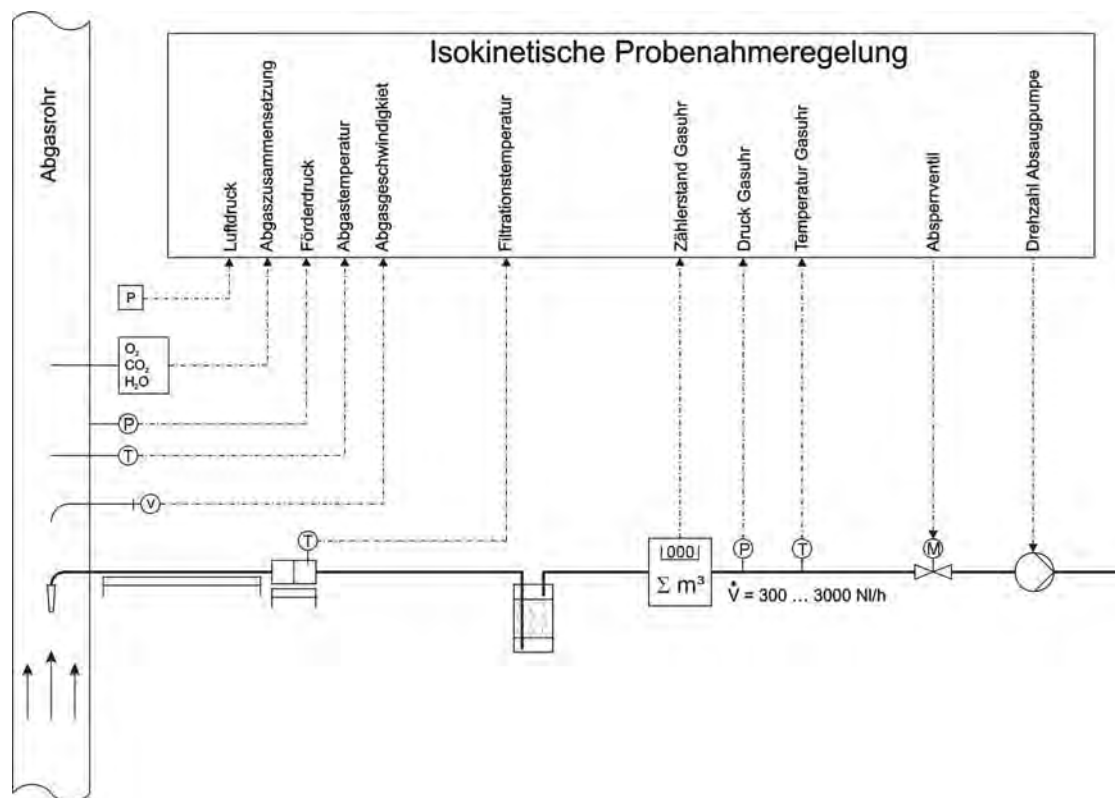 Isokinetische Probenahmeregelung
Abgasrohr
Luftdruck
Abgaszusammensetzung
Förderdruck
Abgastemperatur
Abgasgeschwindigkiet
Filtrationstemperatur
Zählerstand Gasuhr
Druck Gasuhr
Temperatur Gasuhr
Absperrventil
Drehzahl Absaugpumpe
P
O₂
CO₂
H₂O
P
T
V
T
000
Σ m³
P
T
M
V̇ = 300 ... 3000 Nl/h